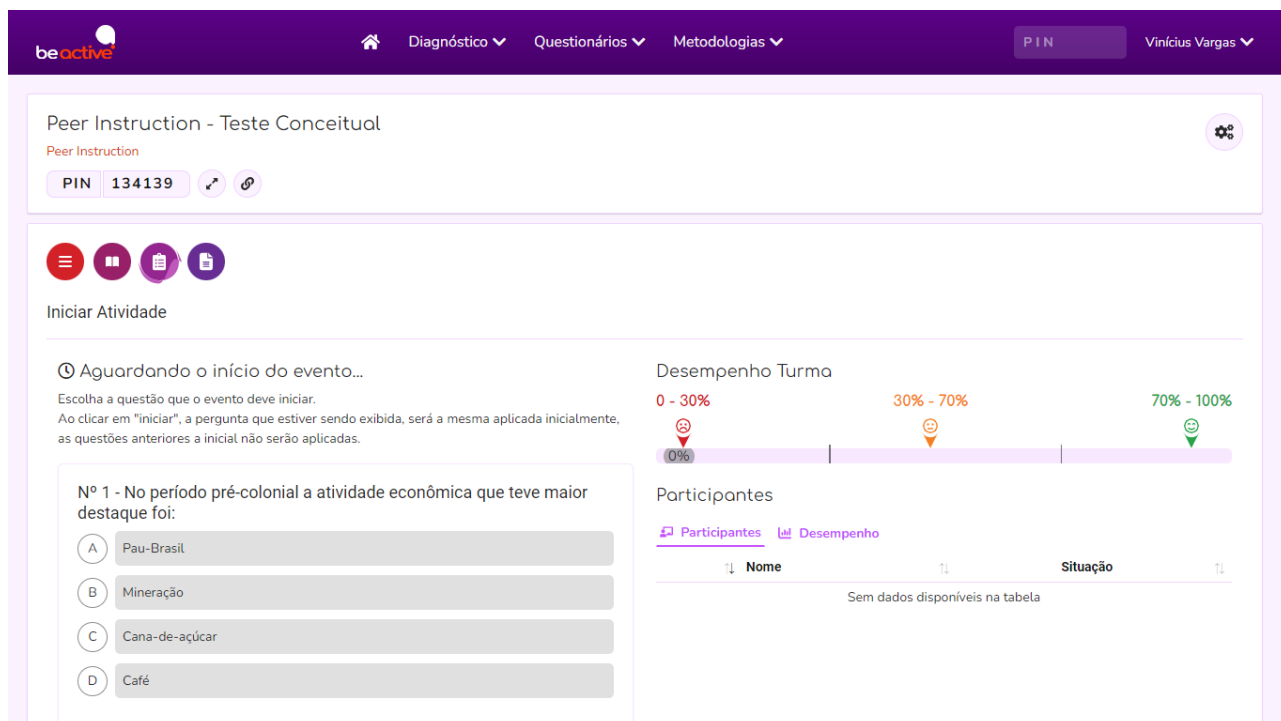 beactive
Diagnóstico
Questionários
Metodologias
PIN
Vinícius Vargas
Peer Instruction - Teste Conceitual
Peer Instruction
PIN 134139
Iniciar Atividade
Aguardando o início do evento...
Escolha a questão que o evento deve iniciar.
Ao clicar em "iniciar", a pergunta que estiver sendo exibida, será a mesma aplicada inicialmente,
as questões anteriores a inicial não serão aplicadas.
Nº 1 - No período pré-colonial a atividade econômica que teve maior
destaque foi:
A Pau-Brasil
B Mineração
C Cana-de-açúcar
D Café
Desempenho Turma
0 - 30% 30% - 70% 70% - 100%
0%
Participantes
Participantes Desempenho
Nome Situação
Sem dados disponíveis na tabela